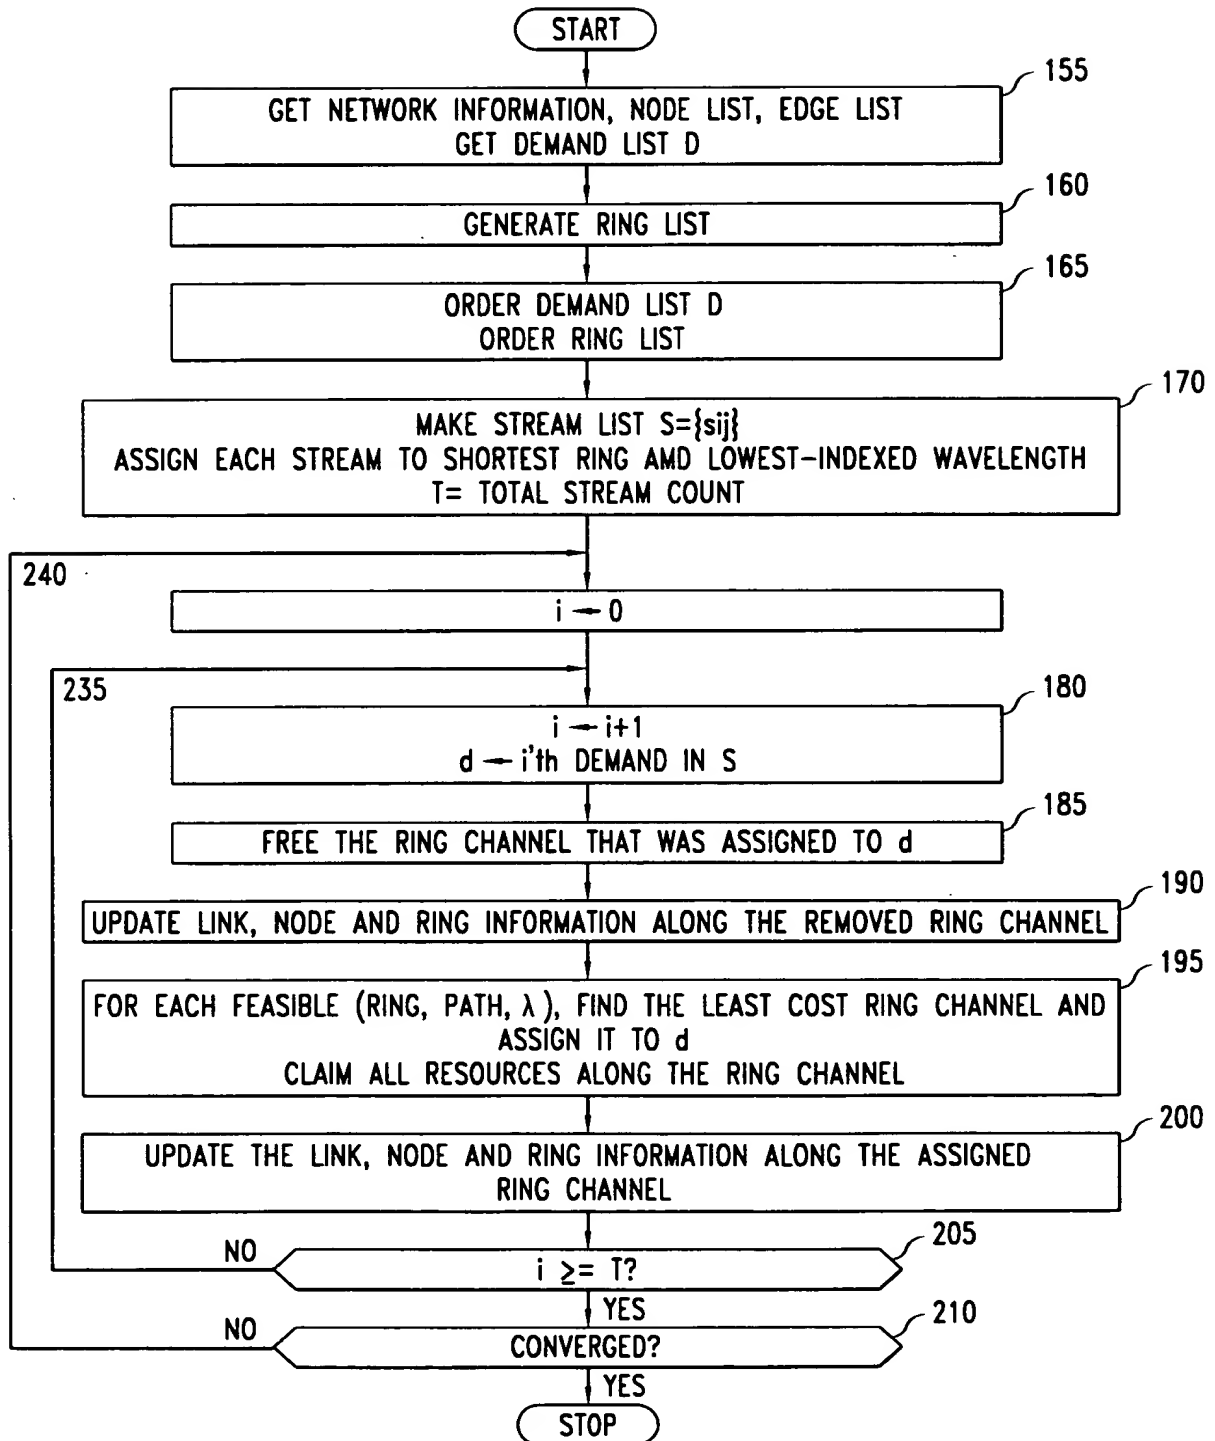 START
155
GET NETWORK INFORMATION, NODE LIST, EDGE LIST
GET DEMAND LIST D
160
GENERATE RING LIST
165
ORDER DEMAND LIST D
ORDER RING LIST
170
MAKE STREAM LIST S={sij}
ASSIGN EACH STREAM TO SHORTEST RING AMD LOWEST-INDEXED WAVELENGTH
T= TOTAL STREAM COUNT
240
i ← 0
235
180
i ← i+1
d ← i'th DEMAND IN S
185
FREE THE RING CHANNEL THAT WAS ASSIGNED TO d
190
UPDATE LINK, NODE AND RING INFORMATION ALONG THE REMOVED RING CHANNEL
195
FOR EACH FEASIBLE (RING, PATH, λ), FIND THE LEAST COST RING CHANNEL AND
ASSIGN IT TO d
CLAIM ALL RESOURCES ALONG THE RING CHANNEL
200
UPDATE THE LINK, NODE AND RING INFORMATION ALONG THE ASSIGNED
RING CHANNEL
205
NO
i >= T?
YES
210
NO
CONVERGED?
YES
STOP